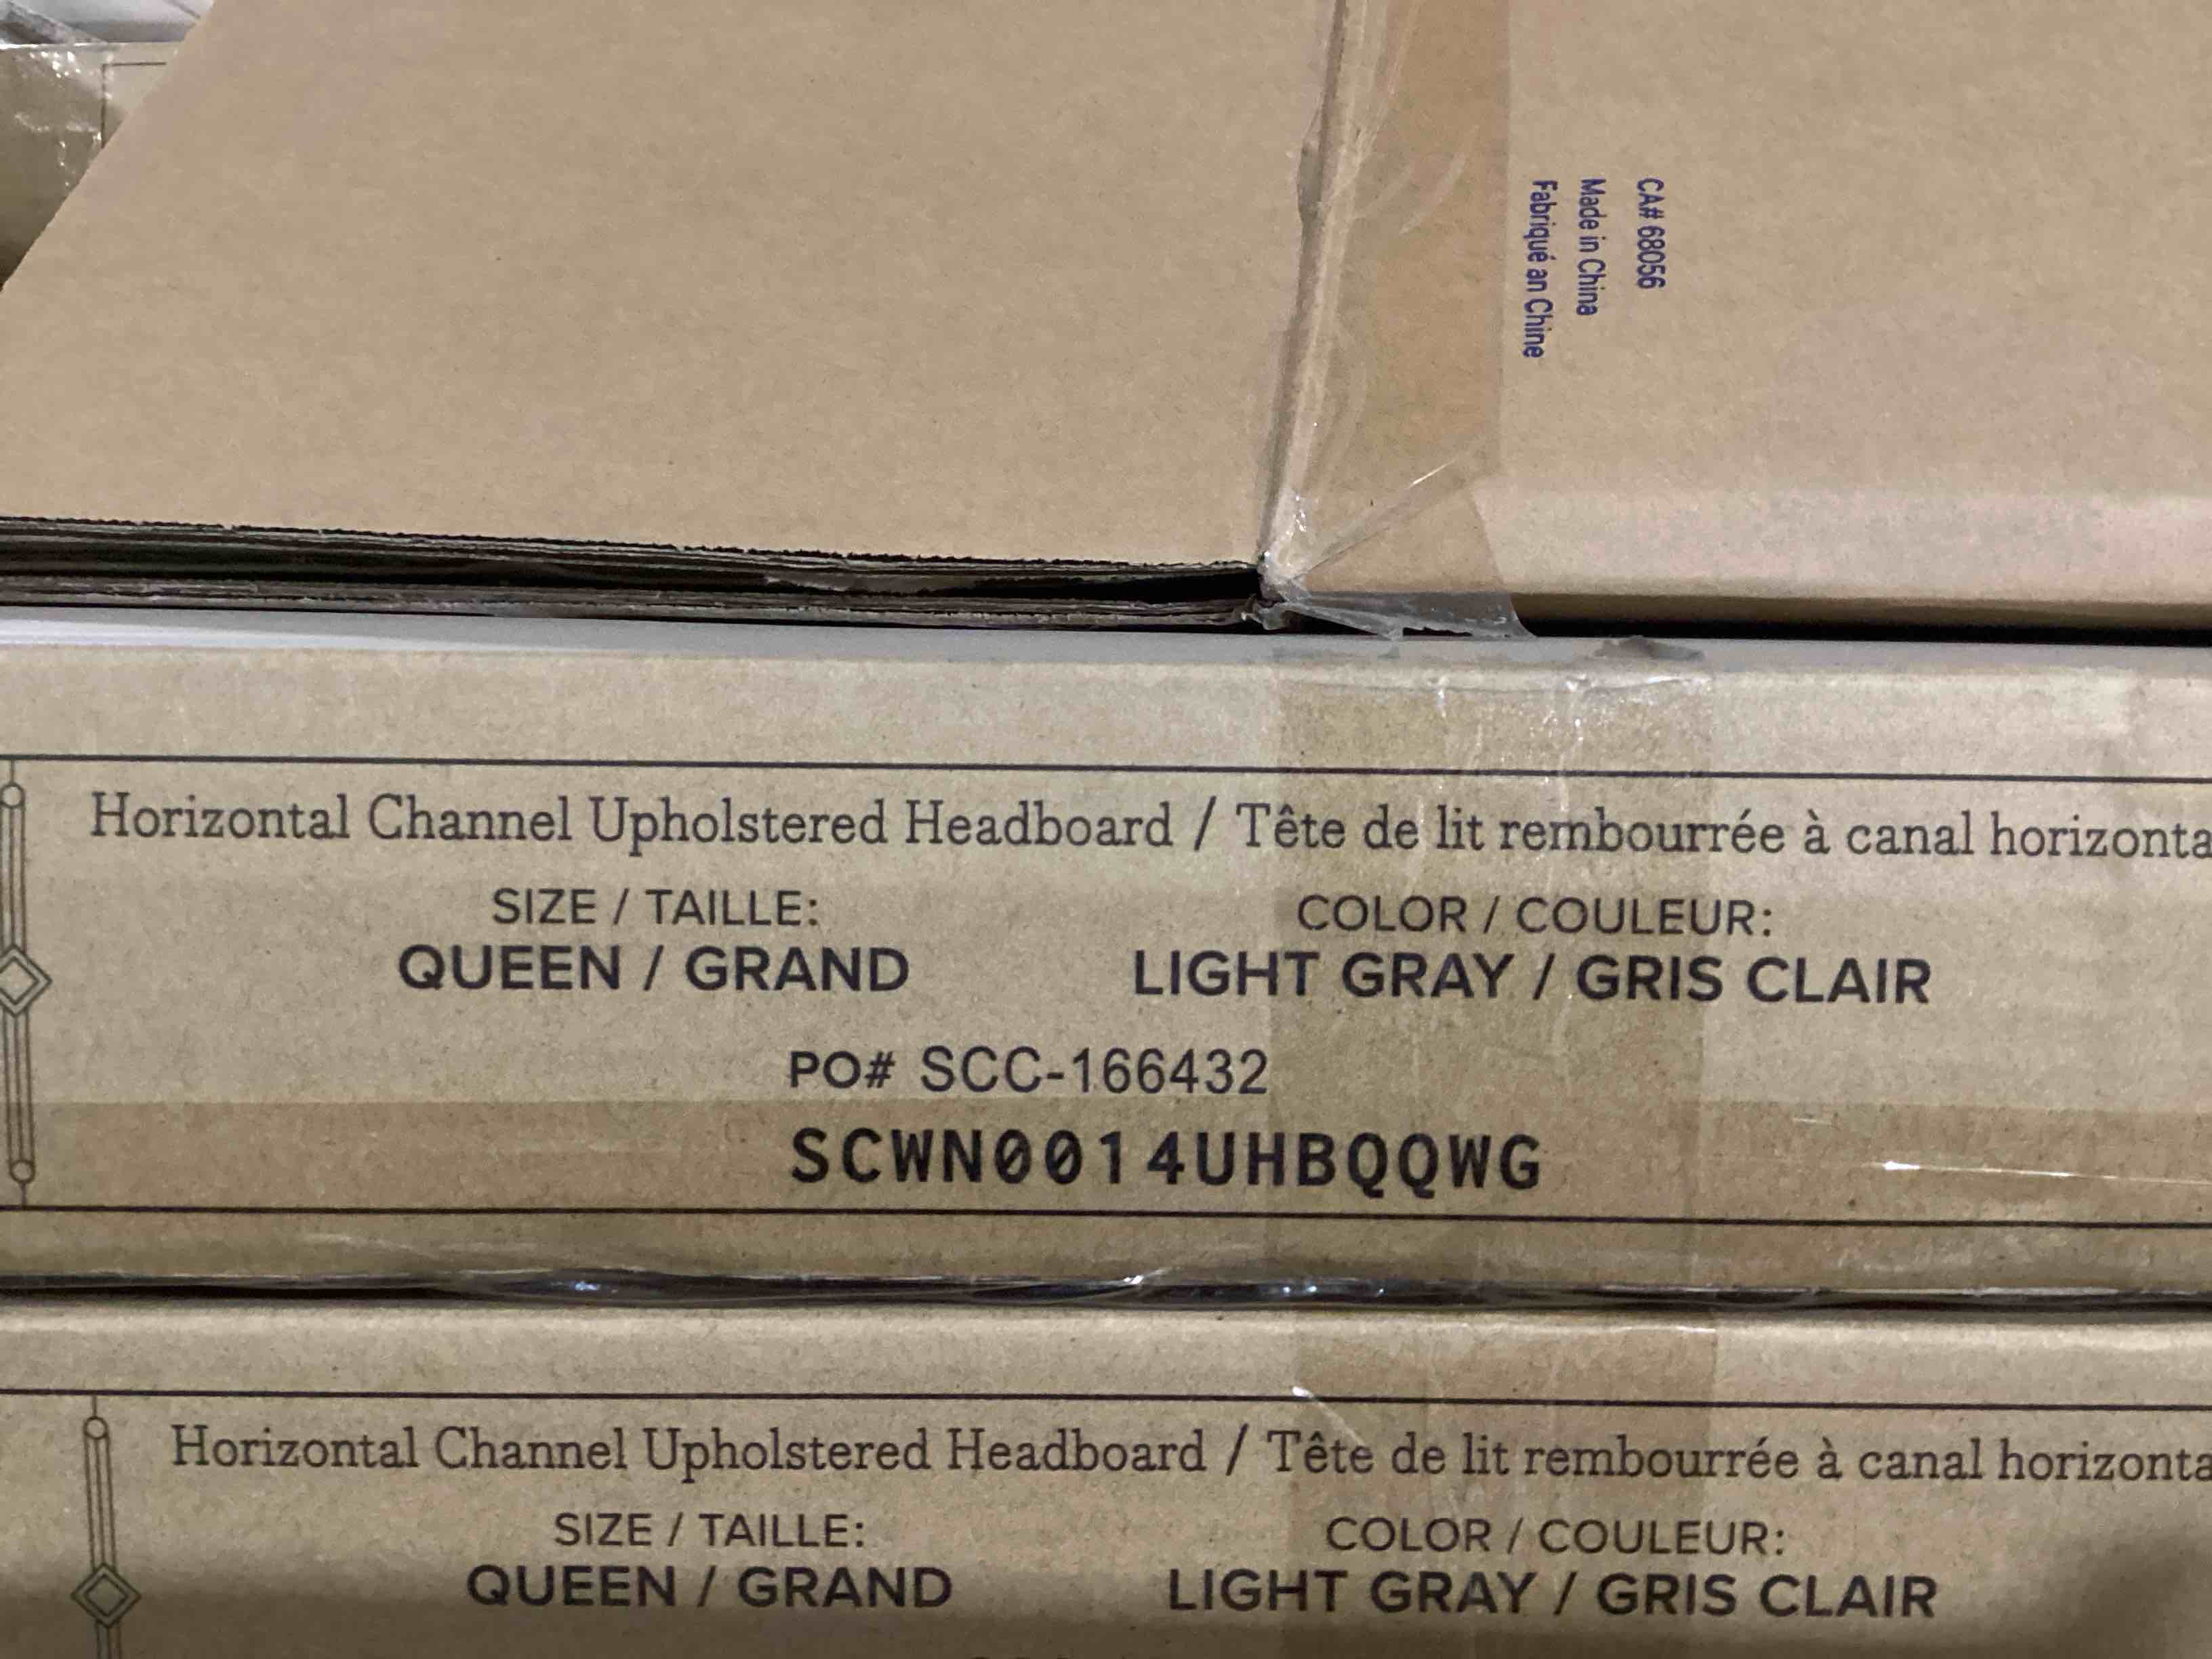 CA# 68056
Made in China
Fabriqué an Chine
Horizontal Channel Upholstered Headboard / Tête de lit rembourrée à canal horizonta
SIZE / TAILLE:
QUEEN / GRAND
COLOR / COULEUR:
LIGHT GRAY / GRIS CLAIR
PO# SCC-166432
SCWN0014UHBQQWG
Horizontal Channel Upholstered Headboard / Tête de lit rembourrée à canal horizonta
SIZE / TAILLE:
QUEEN / GRAND
COLOR / COULEUR:
LIGHT GRAY / GRIS CLAIR